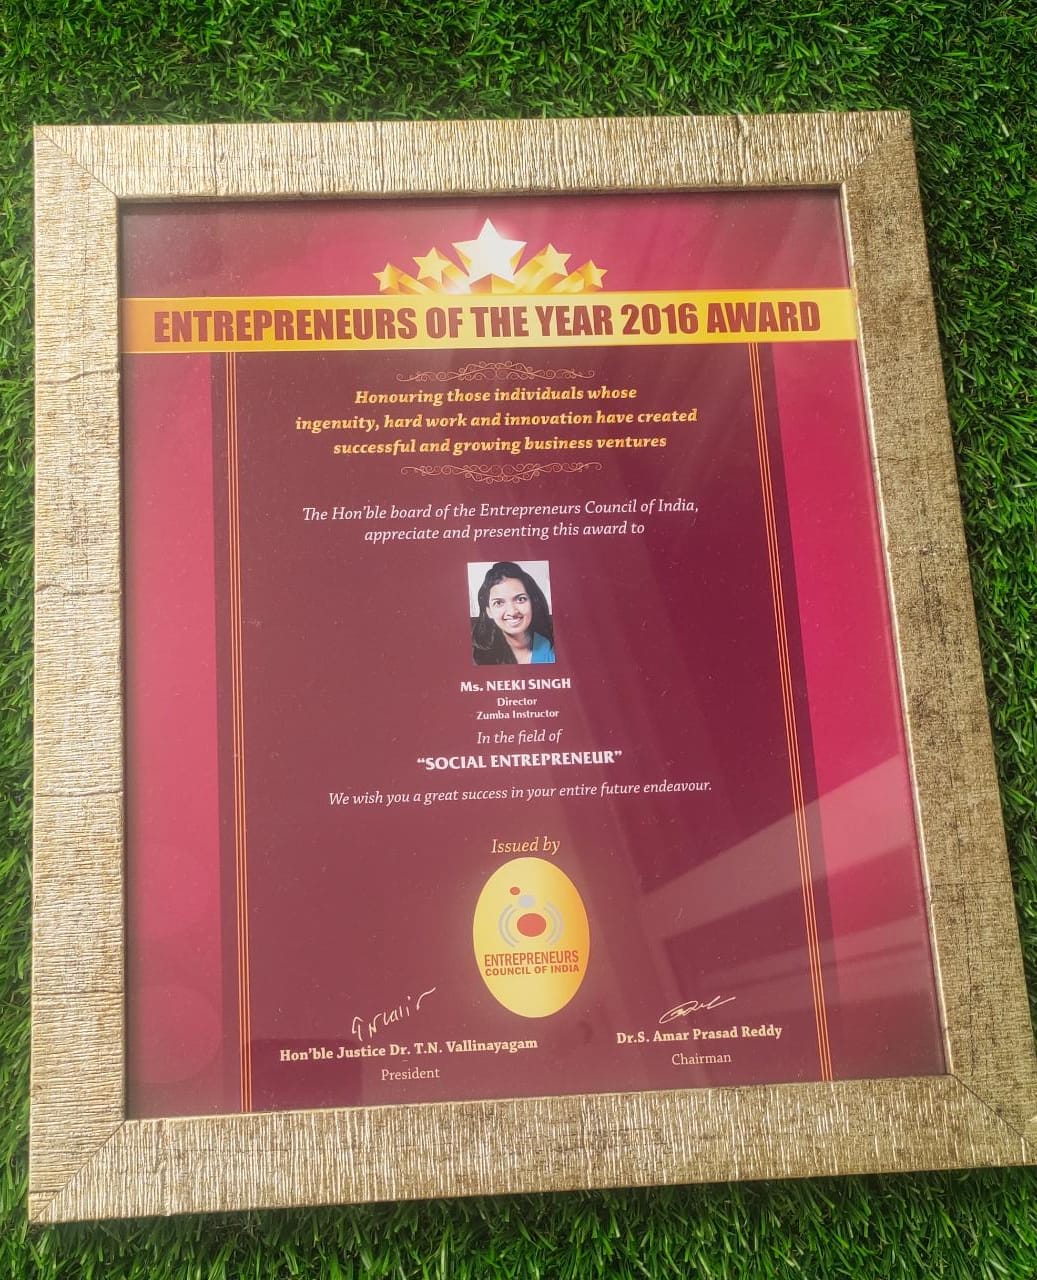 ENTREPRENEURS OF THE YEAR 2016 AWARD
Honouring those individuals whose
ingenuity, hard work and innovation have created
successful and growing business ventures
The Hon'ble board of the Entrepreneurs Council of India,
appreciate and presenting this award to
Ms. NEEKI SINGH
Director
Zumba Instructor
In the field of
“SOCIAL ENTREPRENEUR”
We wish you a great success in your entire future endeavour.
Issued by
ENTREPRENEURS
COUNCIL OF INDIA
Hon'ble Justice Dr. T.N. Vallinayagam
President
Dr.S. Amar Prasad Reddy
Chairman